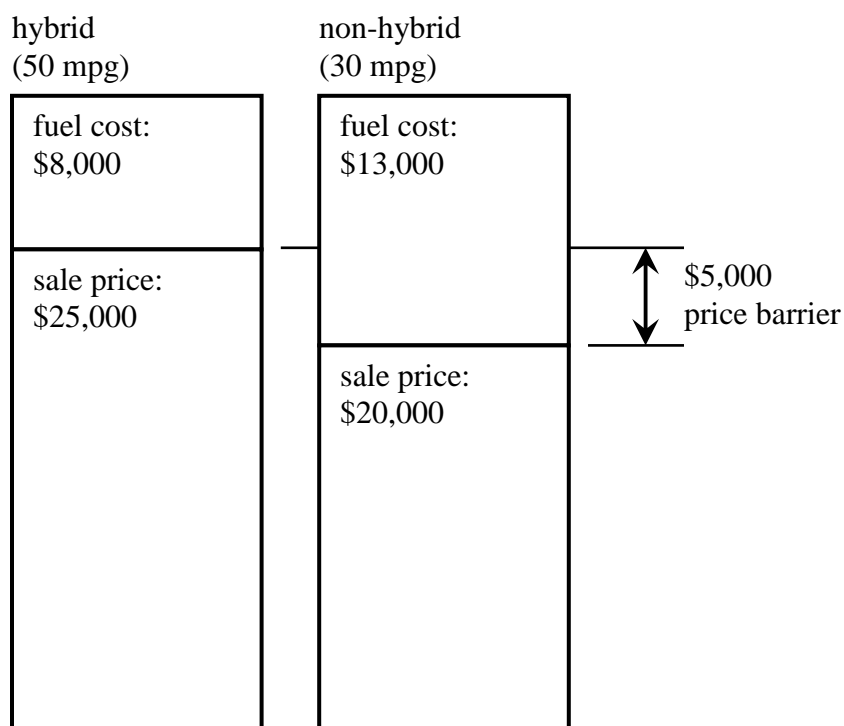 hybrid
(50 mpg)
non-hybrid
(30 mpg)
fuel cost:
$8,000
fuel cost:
$13,000
sale price:
$25,000
$5,000
price barrier
sale price:
$20,000